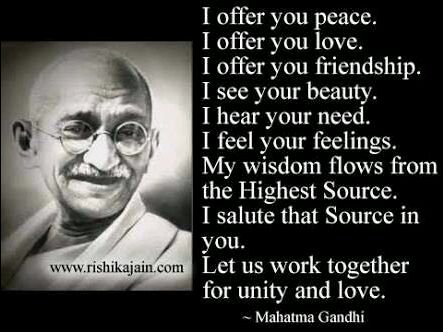 I offer you peace.
I offer you love.
I offer you friendship.
I see your beauty.
I hear your need.
I feel your feelings.
My wisdom flows from
the Highest Source.
I salute that Source in
you.
Let us work together
for unity and love.
~ Mahatma Gandhi
www.rishikajain.com